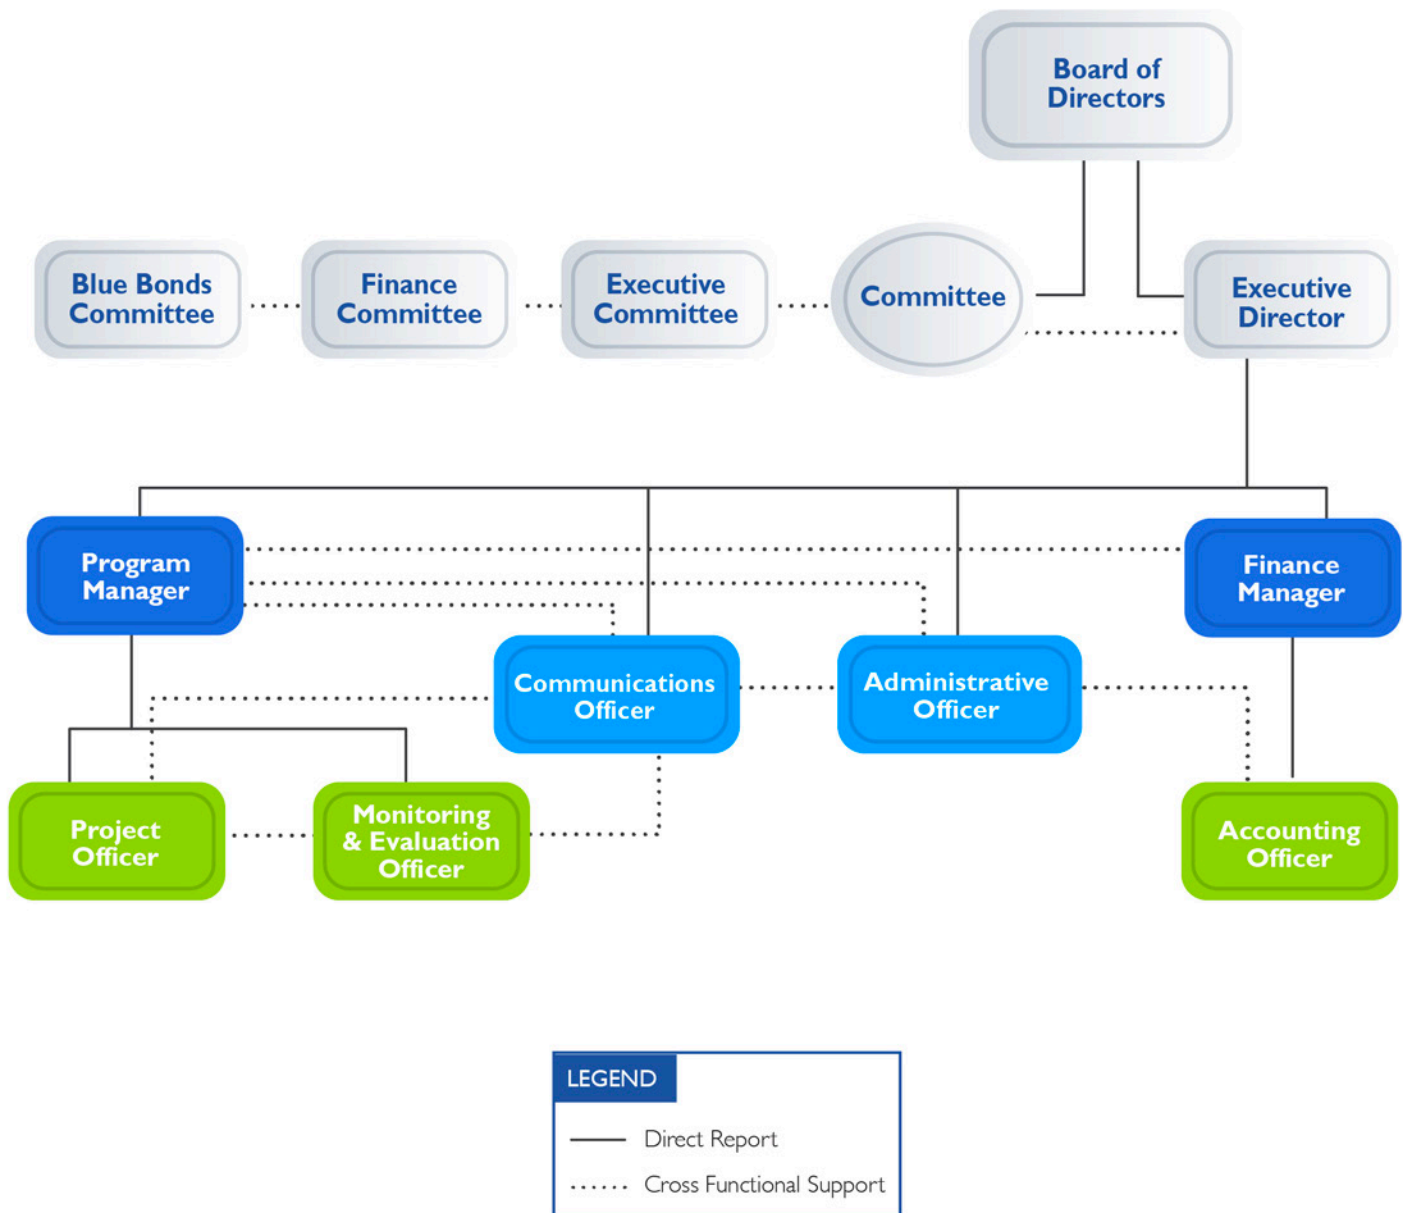 Board of
Directors
Blue Bonds
Committee
Finance
Committee
Executive
Committee
Committee
Executive
Director
Program
Manager
Finance
Manager
Communications
Officer
Administrative
Officer
Project
Officer
Monitoring
& Evaluation
Officer
Accounting
Officer
LEGEND
Direct Report
Cross Functional Support